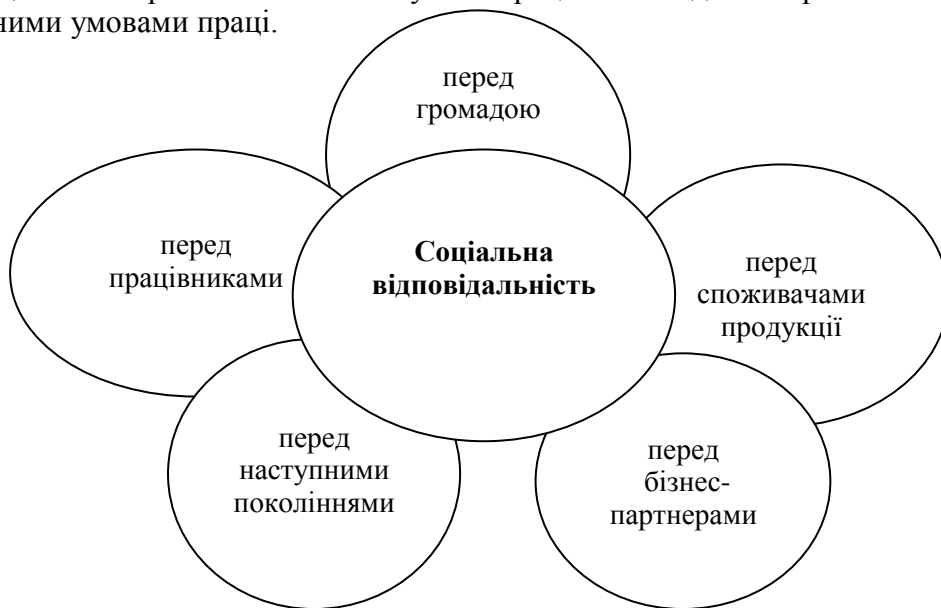 ними умовами праці.
перед
громадою
перед
працівниками
Соціальна
відповідальність
перед
споживачами
продукції
перед
наступними
поколіннями
перед
бізнес-
партнерами